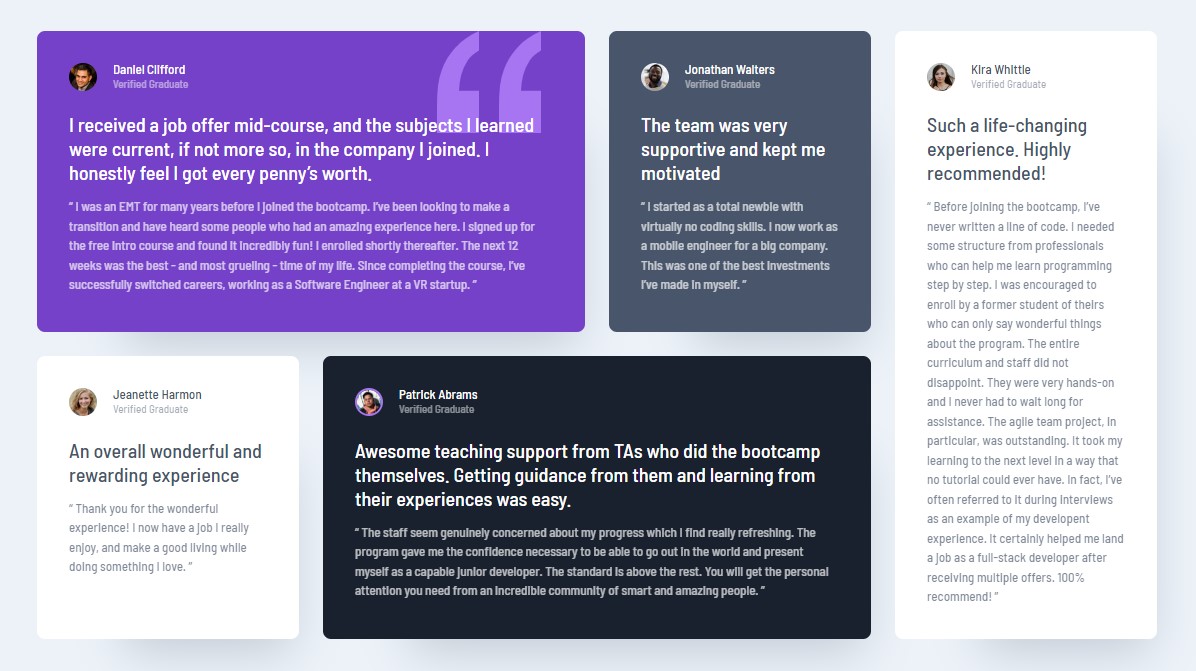 Daniel Clifford
Verified Graduate
I received a job offer mid-course, and the subjects I learned
were current, if not more so, in the company I joined. I
honestly feel I got every penny’s worth.
“ I was an EMT for many years before I joined the bootcamp. I’ve been looking to make a
transition and have heard some people who had an amazing experience here. I signed up for
the free intro course and found it incredibly fun! I enrolled shortly thereafter. The next 12
weeks was the best - and most grueling - time of my life. Since completing the course, I’ve
successfully switched careers, working as a Software Engineer at a VR startup. ”
Jonathan Walters
Verified Graduate
The team was very
supportive and kept me
motivated
“ I started as a total newbie with
virtually no coding skills. I now work as
a mobile engineer for a big company.
This was one of the best investments
I’ve made in myself. ”
Kira Whittle
Verified Graduate
Such a life-changing
experience. Highly
recommended!
“ Before joining the bootcamp, I’ve
never written a line of code. I needed
some structure from professionals
who can help me learn programming
step by step. I was encouraged to
enroll by a former student of theirs
who can only say wonderful things
about the program. The entire
curriculum and staff did not
disappoint. They were very hands-on
and I never had to wait long for
assistance. The agile team project, in
particular, was outstanding. It took my
learning to the next level in a way that
no tutorial could ever have. In fact, I’ve
often referred to it during interviews
as an example of my developent
experience. It certainly helped me land
a job as a full-stack developer after
receiving multiple offers. 100%
recommend! ”
Jeanette Harmon
Verified Graduate
An overall wonderful and
rewarding experience
“ Thank you for the wonderful
experience! I now have a job I really
enjoy, and make a good living while
doing something I love. ”
Patrick Abrams
Verified Graduate
Awesome teaching support from TAs who did the bootcamp
themselves. Getting guidance from them and learning from
their experiences was easy.
“ The staff seem genuinely concerned about my progress which I find really refreshing. The
program gave me the confidence necessary to be able to go out in the world and present
myself as a capable junior developer. The standard is above the rest. You will get the personal
attention you need from an incredible community of smart and amazing people. ”